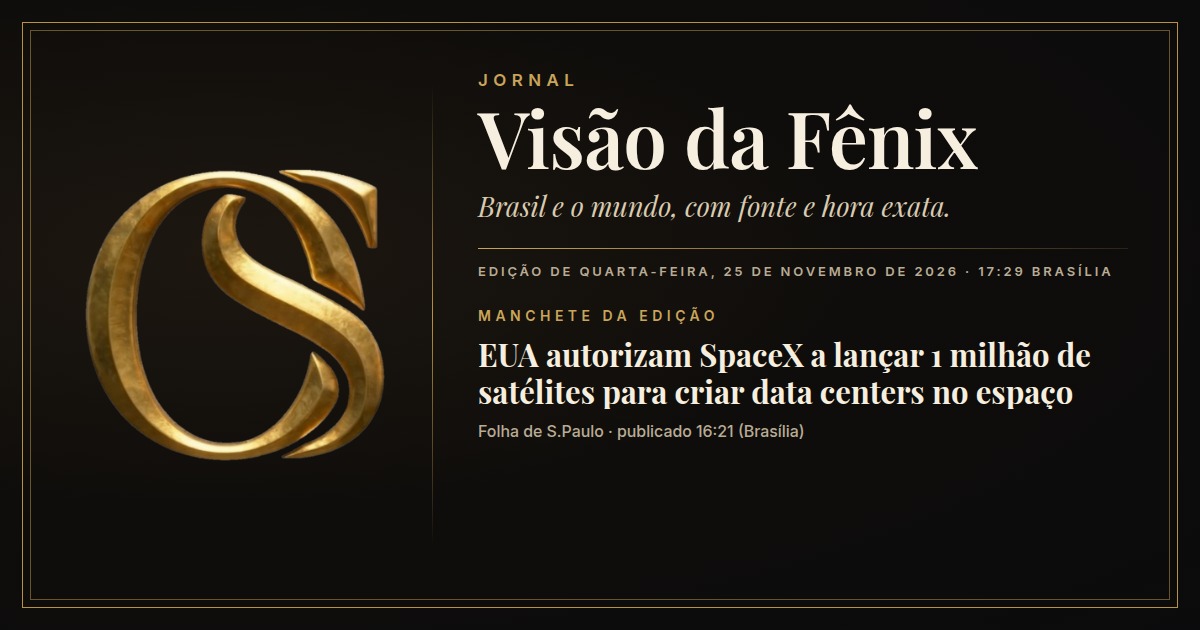 JORNAL
Visão da Fênix
Brasil e o mundo, com fonte e hora exata.
EDIÇÃO DE QUARTA-FEIRA, 25 DE NOVEMBRO DE 2026 · 17:29 BRASÍLIA
MANCHETE DA EDIÇÃO
EUA autorizam SpaceX a lançar 1 milhão de
satélites para criar data centers no espaço
Folha de S.Paulo · publicado 16:21 (Brasília)